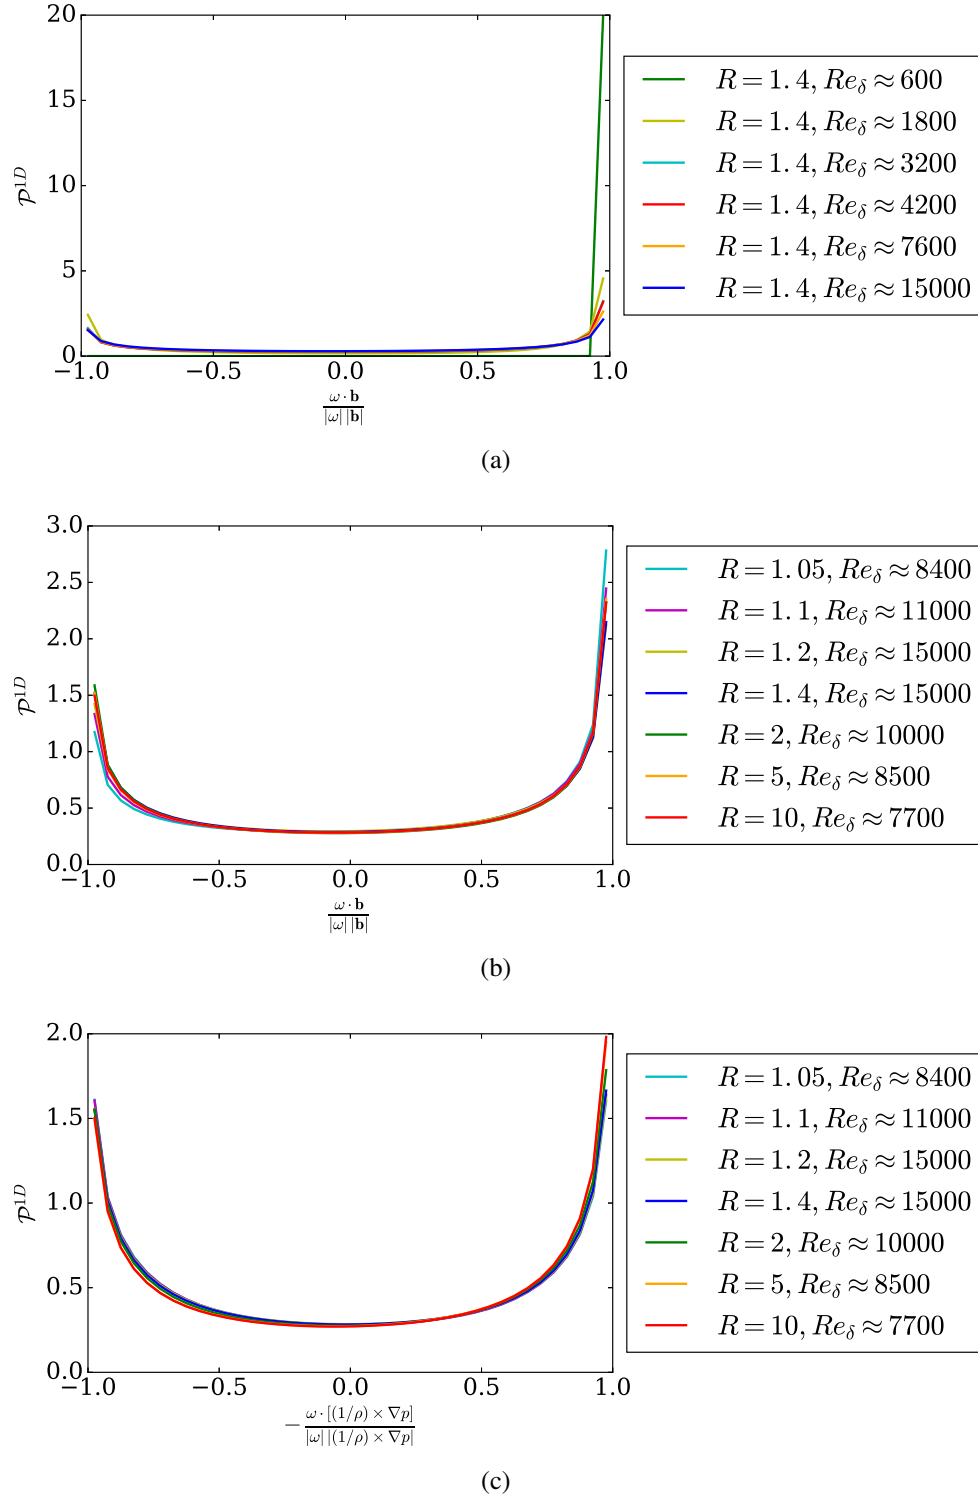 20
15
10
5
0
𝒫¹ᴰ
−1.0 −0.5 0.0 0.5 1.0
ω · b
|ω| |b|
R = 1.4, Re_δ ≈ 600
R = 1.4, Re_δ ≈ 1800
R = 1.4, Re_δ ≈ 3200
R = 1.4, Re_δ ≈ 4200
R = 1.4, Re_δ ≈ 7600
R = 1.4, Re_δ ≈ 15000
(a)
3.0
2.5
2.0
1.5
1.0
0.5
0.0
𝒫¹ᴰ
−1.0 −0.5 0.0 0.5 1.0
ω · b
|ω| |b|
R = 1.05, Re_δ ≈ 8400
R = 1.1, Re_δ ≈ 11000
R = 1.2, Re_δ ≈ 15000
R = 1.4, Re_δ ≈ 15000
R = 2, Re_δ ≈ 10000
R = 5, Re_δ ≈ 8500
R = 10, Re_δ ≈ 7700
(b)
2.0
1.5
1.0
0.5
0.0
𝒫¹ᴰ
−1.0 −0.5 0.0 0.5 1.0
− ω · [(1/ρ) × ∇p]
|ω| |(1/ρ) × ∇p|
R = 1.05, Re_δ ≈ 8400
R = 1.1, Re_δ ≈ 11000
R = 1.2, Re_δ ≈ 15000
R = 1.4, Re_δ ≈ 15000
R = 2, Re_δ ≈ 10000
R = 5, Re_δ ≈ 8500
R = 10, Re_δ ≈ 7700
(c)